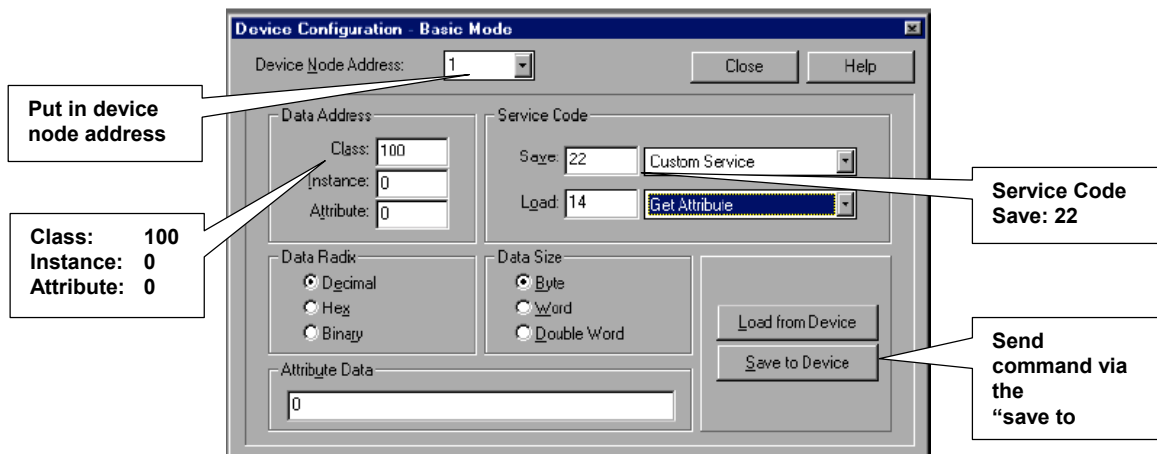 Device Configuration - Basic Mode
Device Node Address: 1
Close
Help
Put in device
node address
Data Address
Class: 100
Instance: 0
Attribute: 0
Service Code
Save: 22 Custom Service
Load: 14 Get Attribute
Service Code
Save: 22
Class: 100
Instance: 0
Attribute: 0
Data Radix
Decimal
Hex
Binary
Data Size
Byte
Word
Double Word
Load from Device
Save to Device
Send
command via
the
“save to
Attribute Data
0